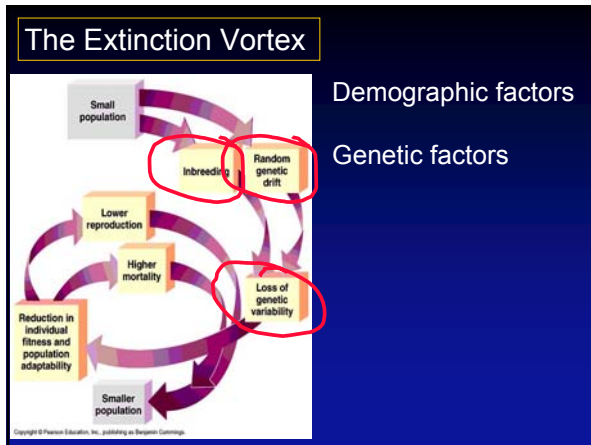 The Extinction Vortex
Demographic factors
Genetic factors
Small
population
Inbreeding
Random
genetic
drift
Lower
reproduction
Higher
mortality
Loss of
genetic
variability
Reduction in
individual
fitness and
population
adaptability
Smaller
population
Copyright © Pearson Education, Inc., publishing as Benjamin Cummings.